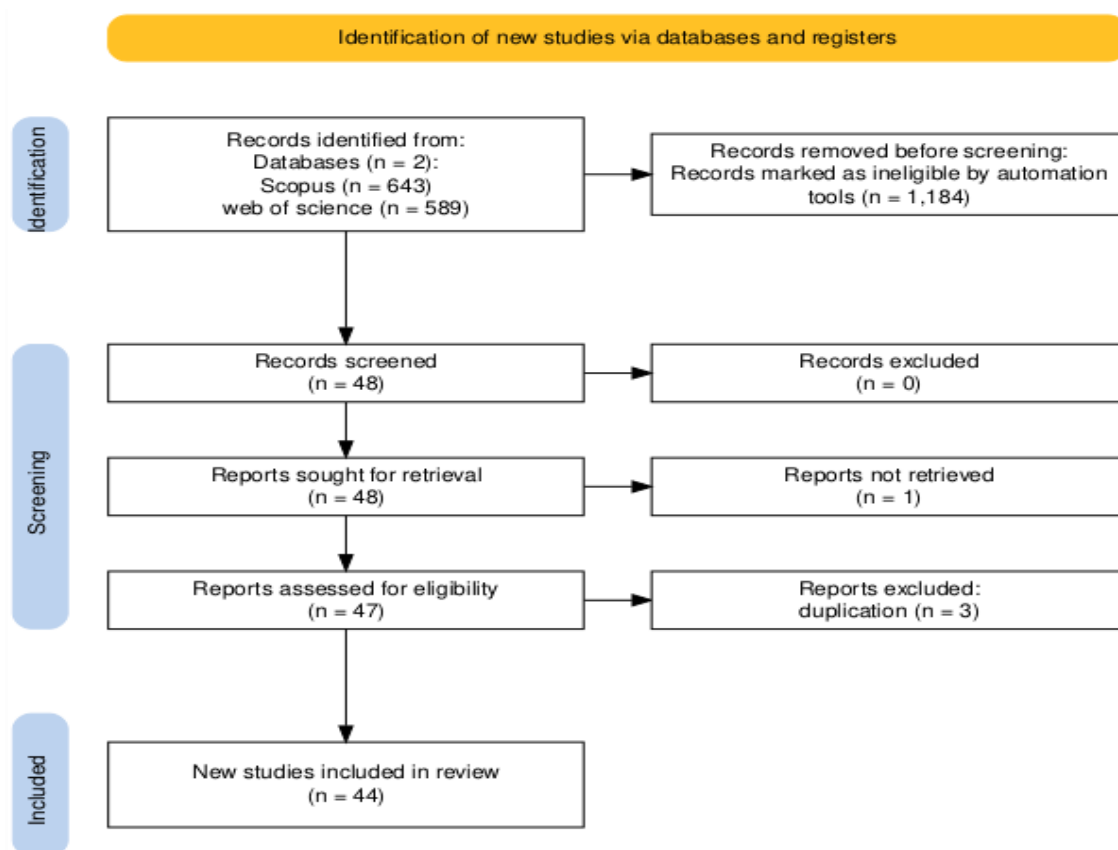 Identification of new studies via databases and registers
Identification
Records identified from:
Databases (n = 2):
Scopus (n = 643)
web of science (n = 589)
Records removed before screening:
Records marked as ineligible by automation
tools (n = 1,184)
Screening
Records screened
(n = 48)
Records excluded
(n = 0)
Reports sought for retrieval
(n = 48)
Reports not retrieved
(n = 1)
Reports assessed for eligibility
(n = 47)
Reports excluded:
duplication (n = 3)
Included
New studies included in review
(n = 44)